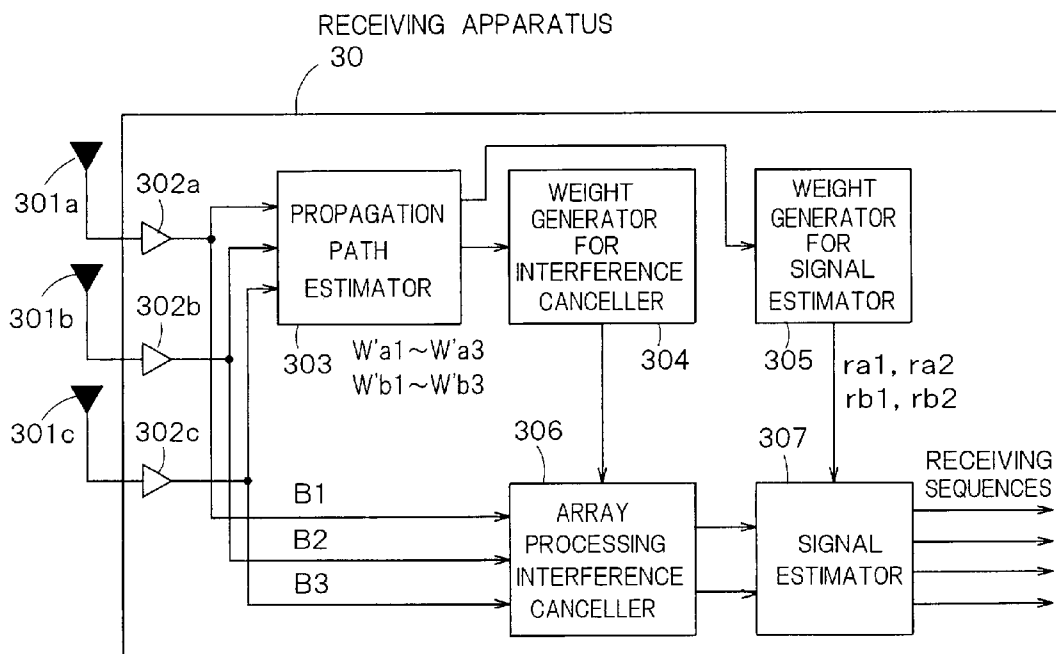 RECEIVING APPARATUS
30
301a
302a
PROPAGATION
PATH
ESTIMATOR
303
WEIGHT
GENERATOR
FOR
INTERFERENCE
CANCELLER
304
WEIGHT
GENERATOR
FOR
SIGNAL
ESTIMATOR
305
301b
302b
W'a1~W'a3
W'b1~W'b3
ra1, ra2
rb1, rb2
301c
302c
306
307
B1
B2
B3
ARRAY
PROCESSING
INTERFERENCE
CANCELLER
SIGNAL
ESTIMATOR
RECEIVING
SEQUENCES